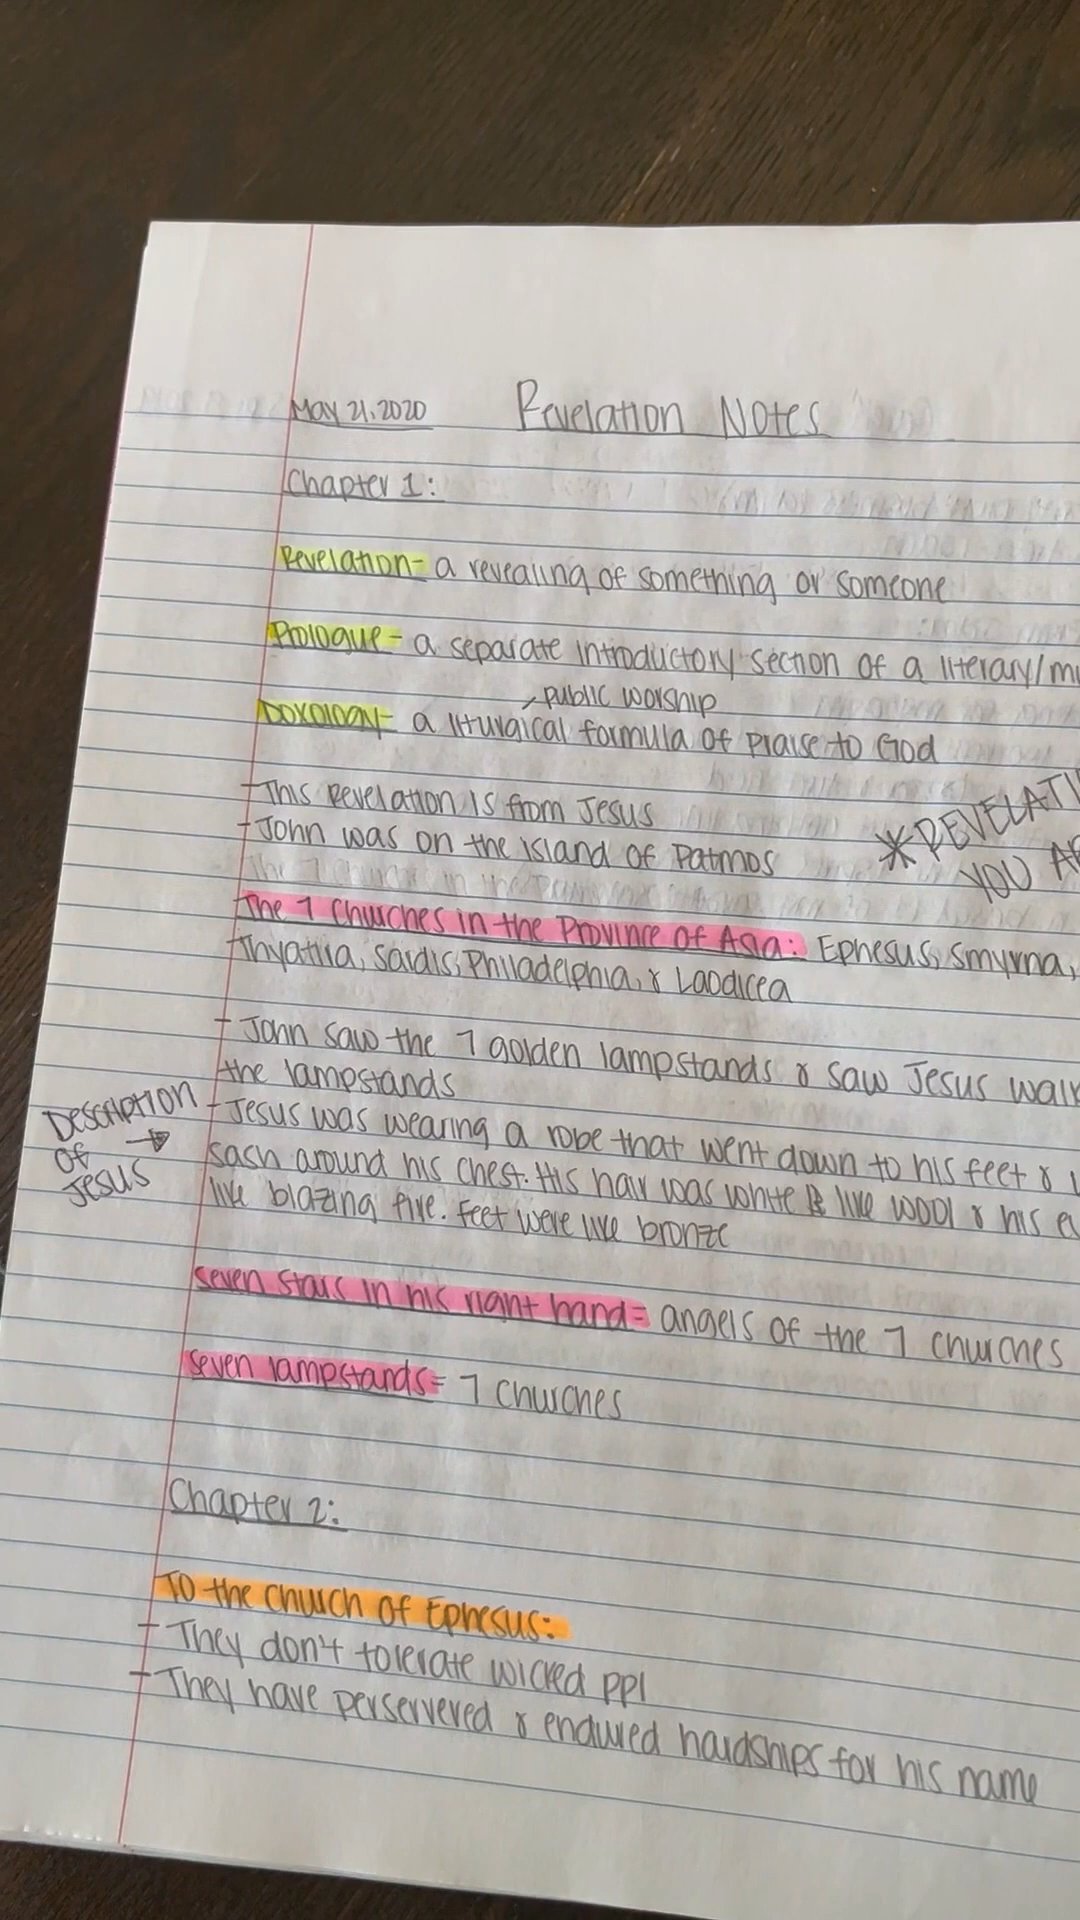 May 21, 2020 Revelation Notes
Chapter 1:
Revelation- a revealing of something or someone
Prologue- a separate introductory section of a literary/mu
public worship
Doxology- a liturgical formula of praise to God
-This Revelation is from Jesus
*REVELATI
-John was on the island of Patmos
YOU A
The 7 Churches in the Province of Asia: Ephesus, Smyrna,
Thyatira, Sardis, Philadelphia, & Laodicea
- John saw the 7 golden lampstands & saw Jesus walk
the lampstands
Description of Jesus →
-Jesus was wearing a robe that went down to his feet &
sash around his chest. His hair was white like wool & his e
like blazing fire. Feet were like bronze
Seven stars in his right hand= angels of the 7 churches
Seven lampstands= 7 Churches
Chapter 2:
To the Church of Ephesus:
- They don't tolerate wicked ppl
- They have perservered & endured hardships for his name